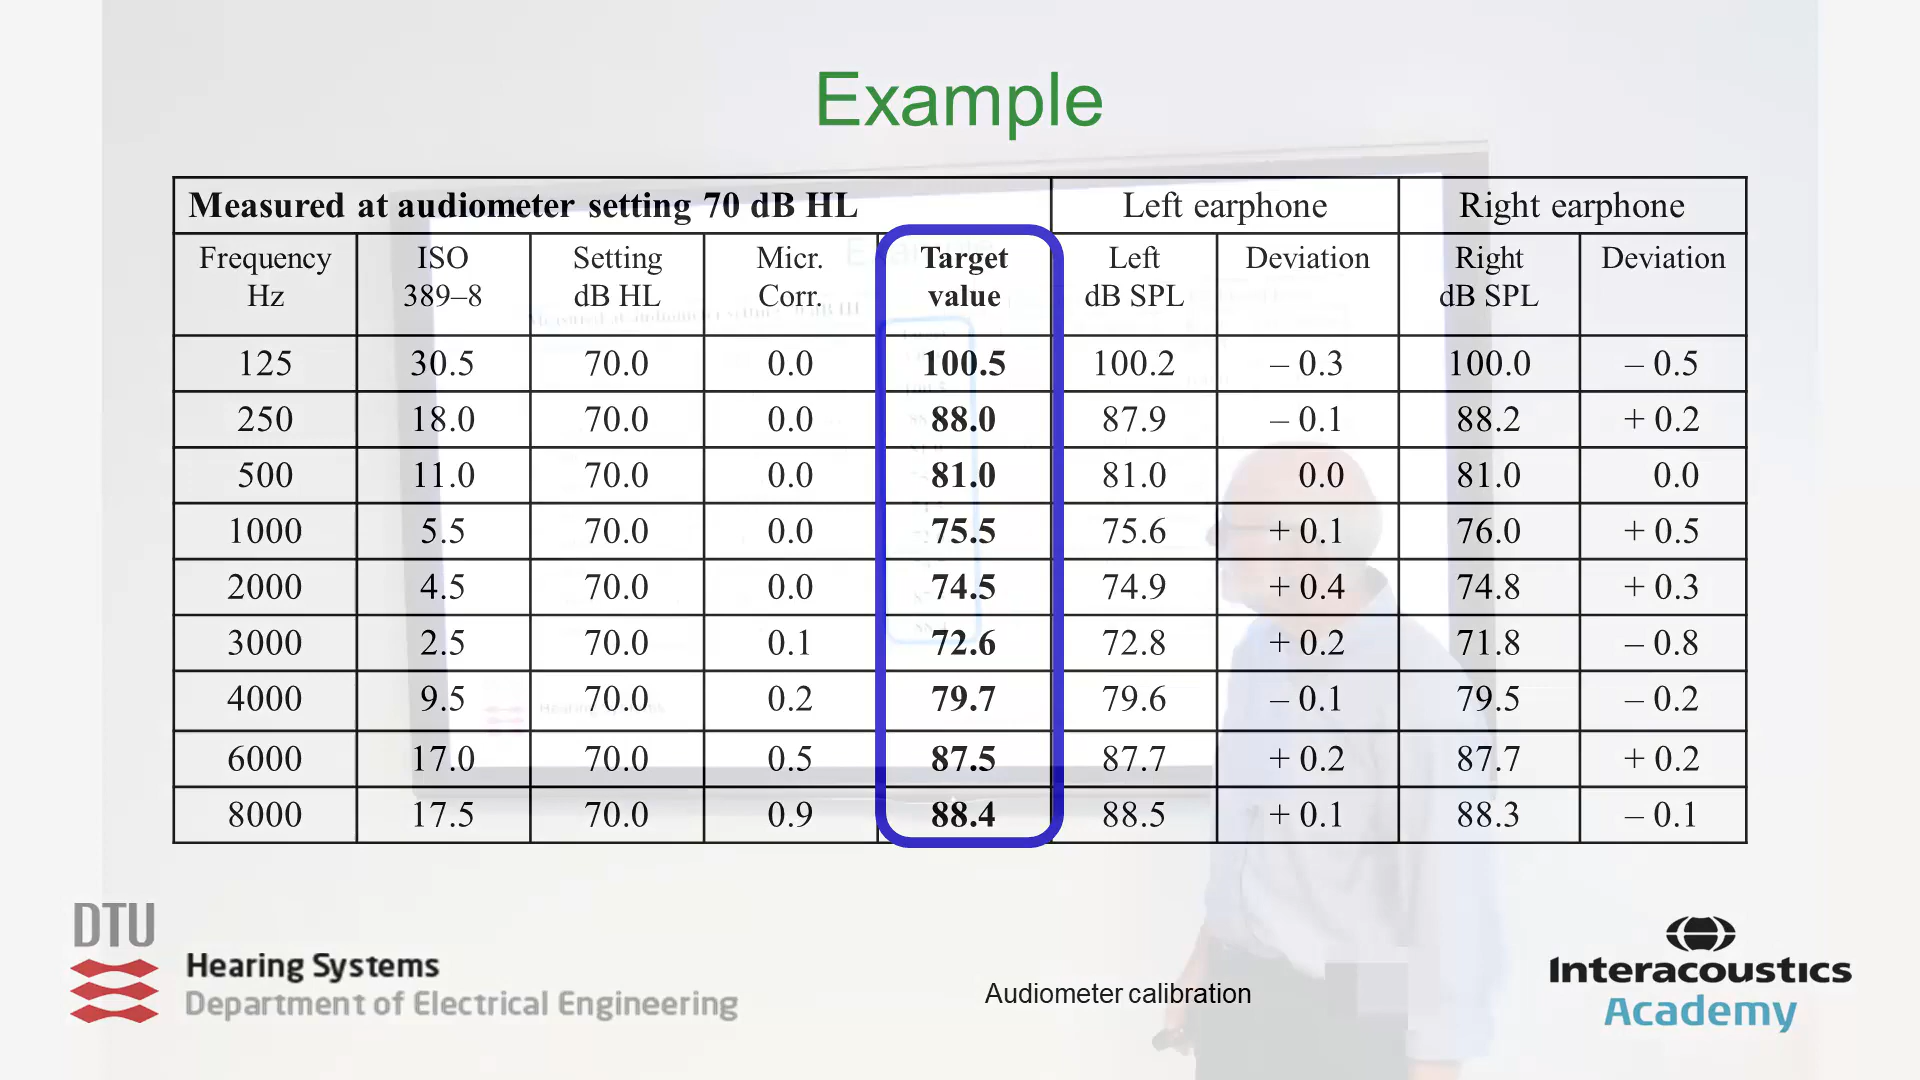 Example
Measured at audiometer setting 70 dB HL Left earphone Right earphone
Frequency Hz ISO 389–8 Setting dB HL Micr. Corr. Target value Left dB SPL Deviation Right dB SPL Deviation
125 30.5 70.0 0.0 100.5 100.2 – 0.3 100.0 – 0.5
250 18.0 70.0 0.0 88.0 87.9 – 0.1 88.2 + 0.2
500 11.0 70.0 0.0 81.0 81.0 0.0 81.0 0.0
1000 5.5 70.0 0.0 75.5 75.6 + 0.1 76.0 + 0.5
2000 4.5 70.0 0.0 74.5 74.9 + 0.4 74.8 + 0.3
3000 2.5 70.0 0.1 72.6 72.8 + 0.2 71.8 – 0.8
4000 9.5 70.0 0.2 79.7 79.6 – 0.1 79.5 – 0.2
6000 17.0 70.0 0.5 87.5 87.7 + 0.2 87.7 + 0.2
8000 17.5 70.0 0.9 88.4 88.5 + 0.1 88.3 – 0.1
DTU
Hearing Systems
Department of Electrical Engineering
Audiometer calibration
Interacoustics
Academy